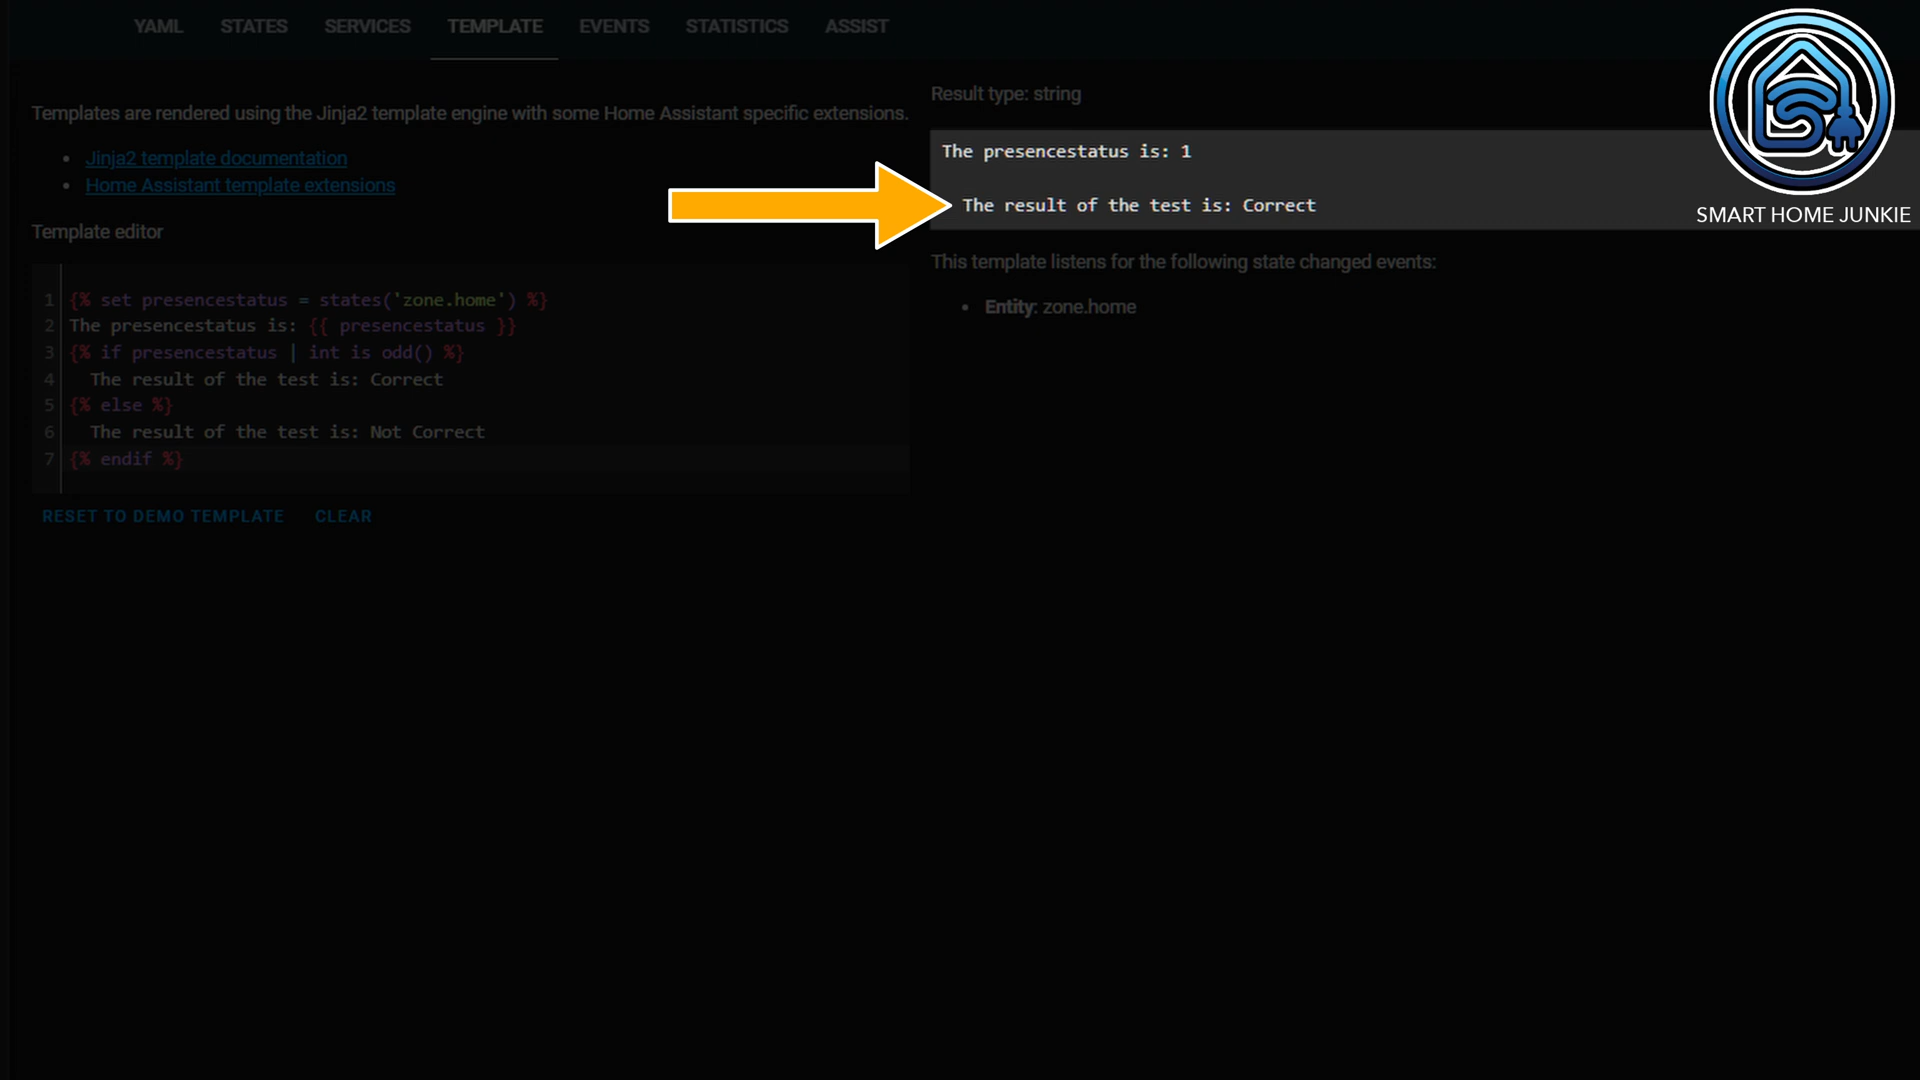 YAML STATES SERVICES TEMPLATE EVENTS STATISTICS ASSIST
Templates are rendered using the Jinja2 template engine with some Home Assistant specific extensions.
• Jinja2 template documentation
• Home Assistant template extensions
Template editor
1 {% set presencestatus = states('zone.home') %}
2 The presencestatus is: {{ presencestatus }}
3 {% if presencestatus | int is odd() %}
4   The result of the test is: Correct
5 {% else %}
6   The result of the test is: Not Correct
7 {% endif %}
RESET TO DEMO TEMPLATE CLEAR
Result type: string
The presencestatus is: 1
The result of the test is: Correct
This template listens for the following state changed events:
• Entity: zone.home
SMART HOME JUNKIE